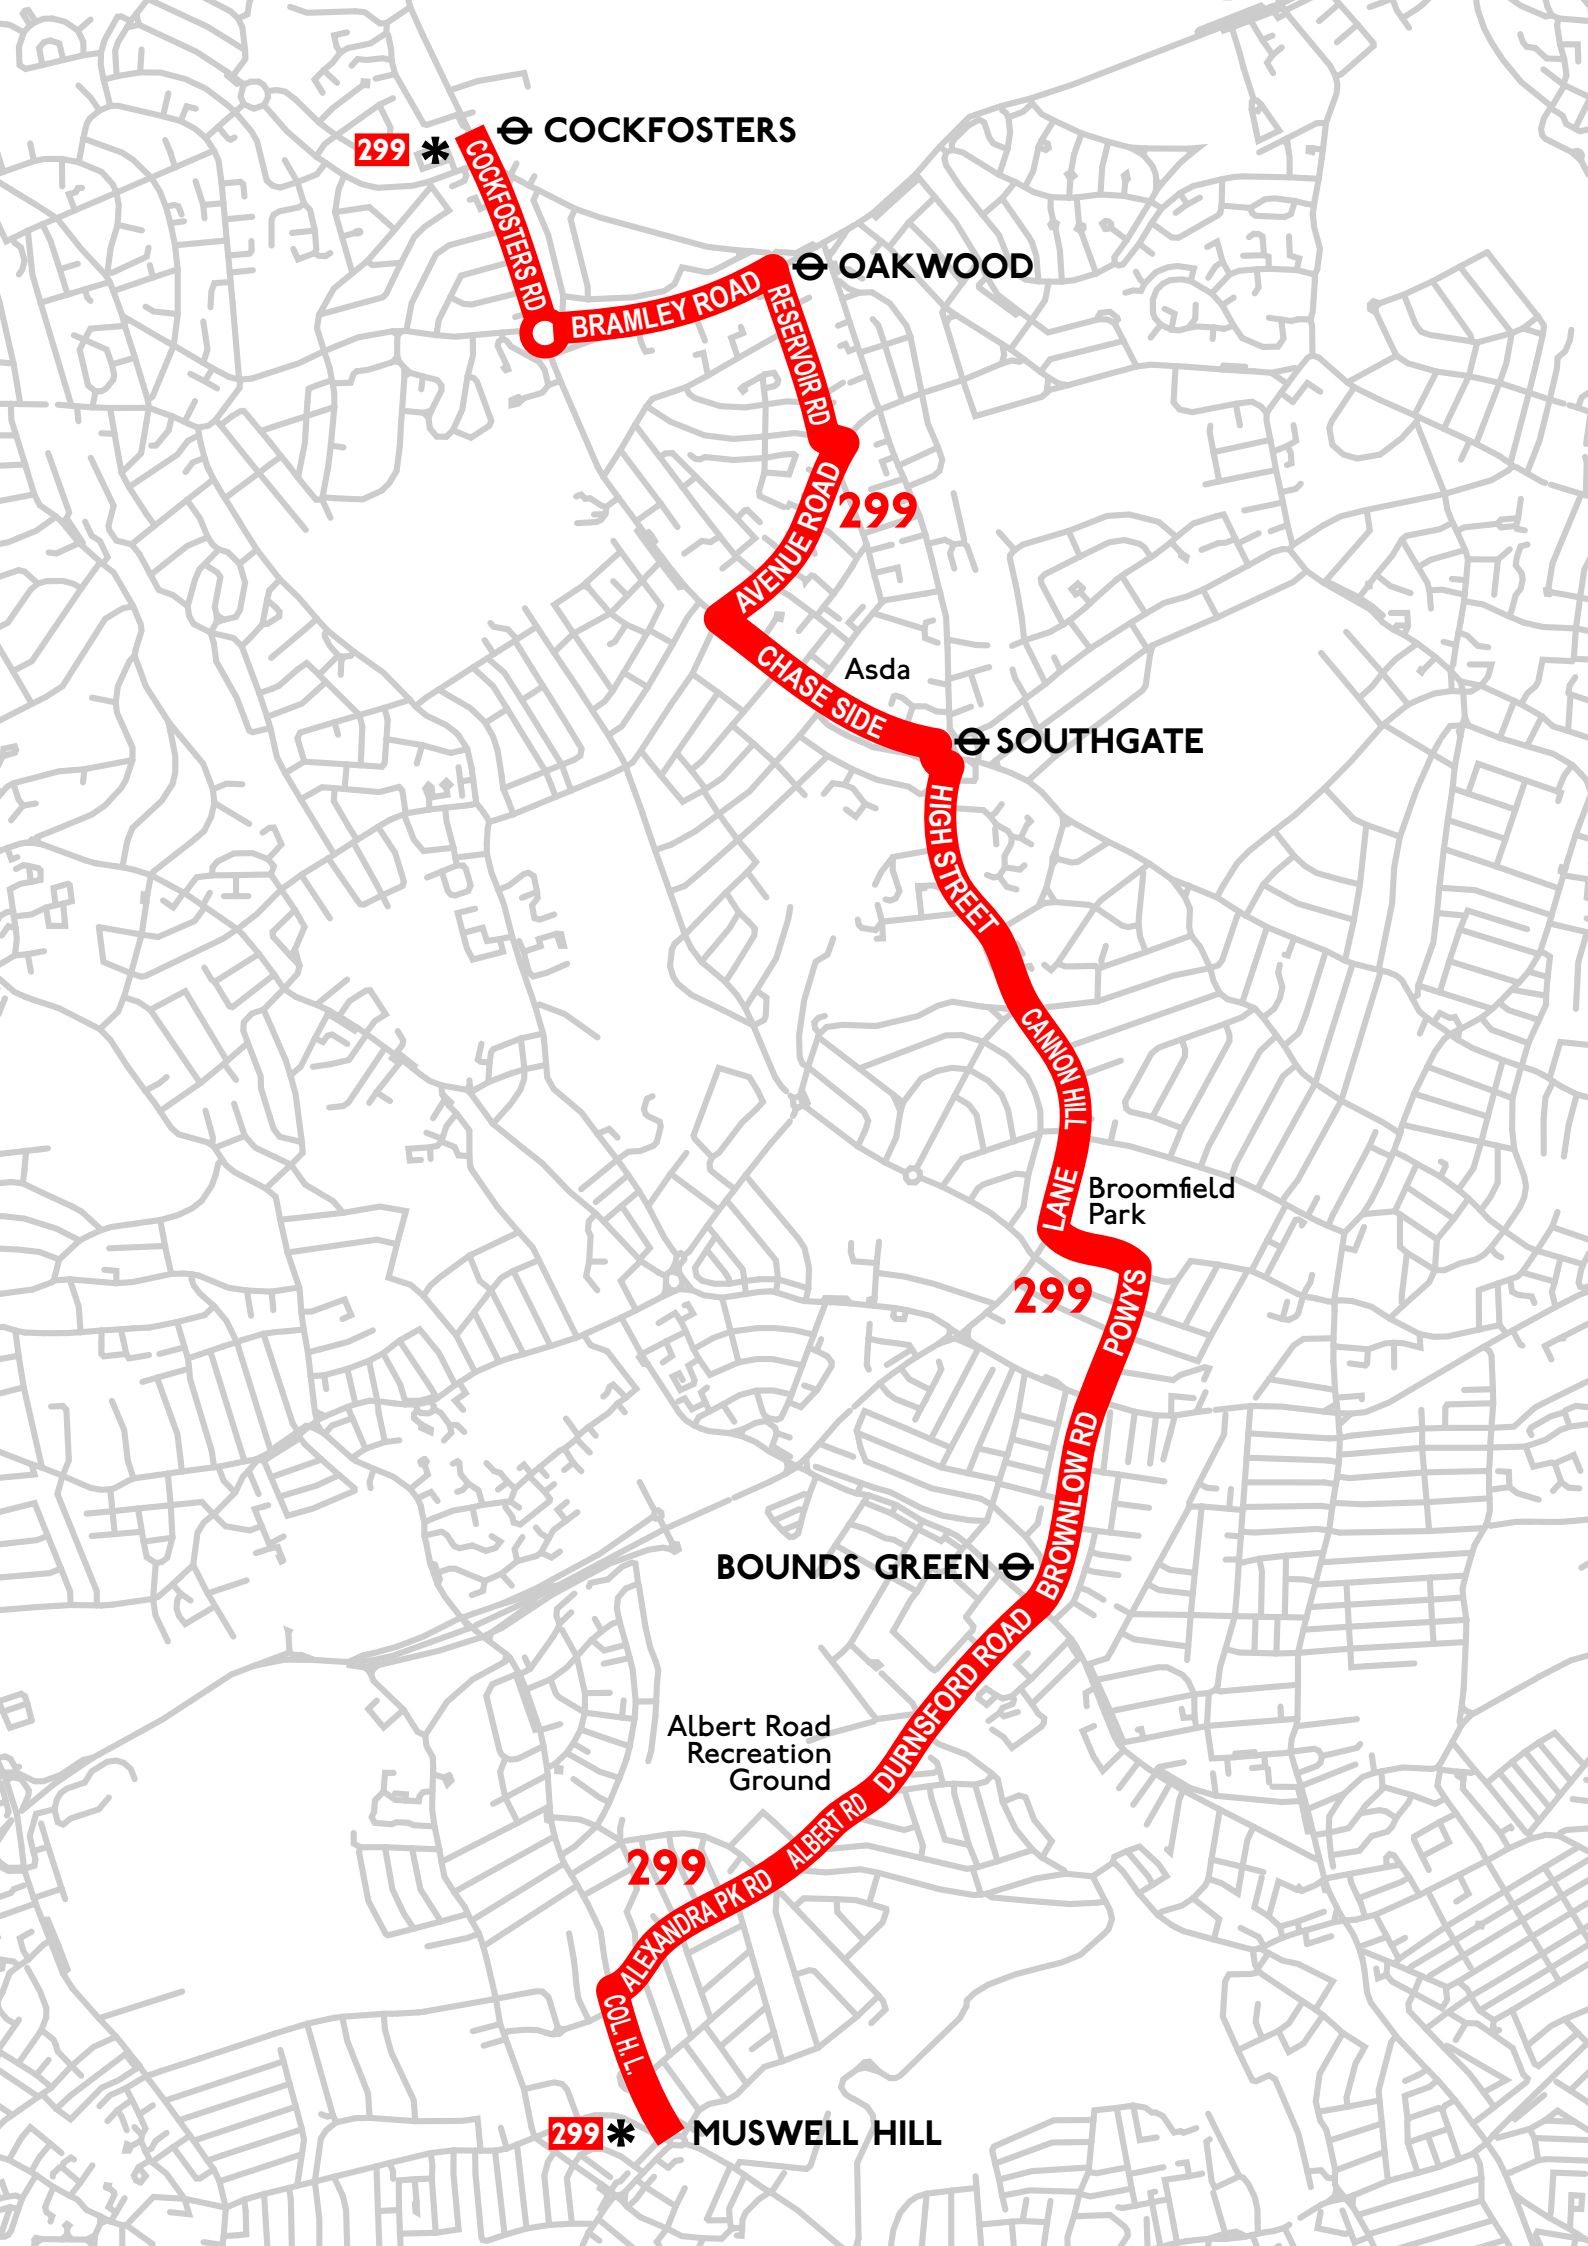 COCKFOSTERS
299 *
COCKFOSTERS RD
OAKWOOD
BRAMLEY ROAD
RESERVOIR RD
AVENUE ROAD
299
CHASE SIDE
Asda
SOUTHGATE
HIGH STREET
CANNON HILL
Broomfield
Park
LANE
POWYS
299
BROWNLOW RD
BOUNDS GREEN
DURNSFORD ROAD
Albert Road
Recreation
Ground
ALBERT RD
299
ALEXANDRA PK RD
COL. H. L.
299 *
MUSWELL HILL